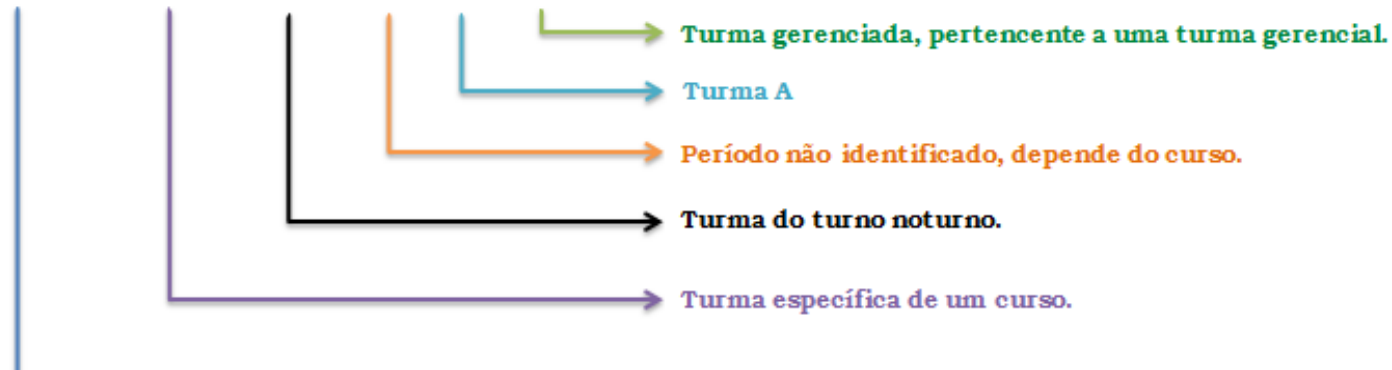 Turma gerenciada, pertencente a uma turma gerencial.
Turma A
Período não identificado, depende do curso.
Turma do turno noturno.
Turma específica de um curso.